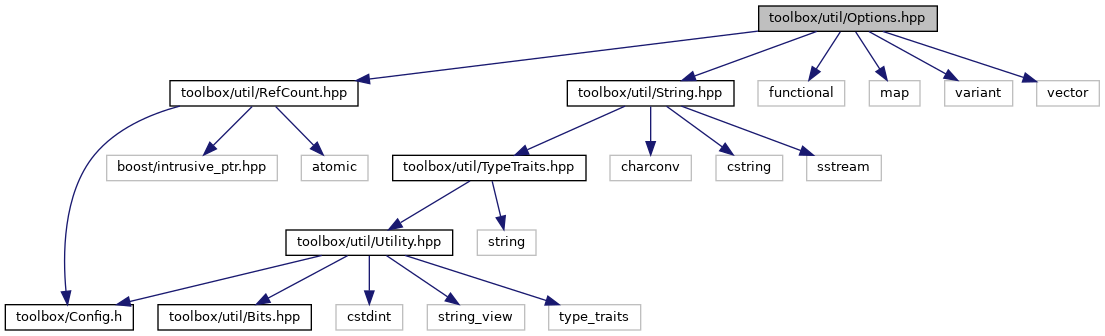 toolbox/util/Options.hpp
toolbox/util/RefCount.hpp
toolbox/util/String.hpp
functional
map
variant
vector
boost/intrusive_ptr.hpp
atomic
toolbox/util/TypeTraits.hpp
charconv
cstring
sstream
toolbox/util/Utility.hpp
string
toolbox/Config.h
toolbox/util/Bits.hpp
cstdint
string_view
type_traits